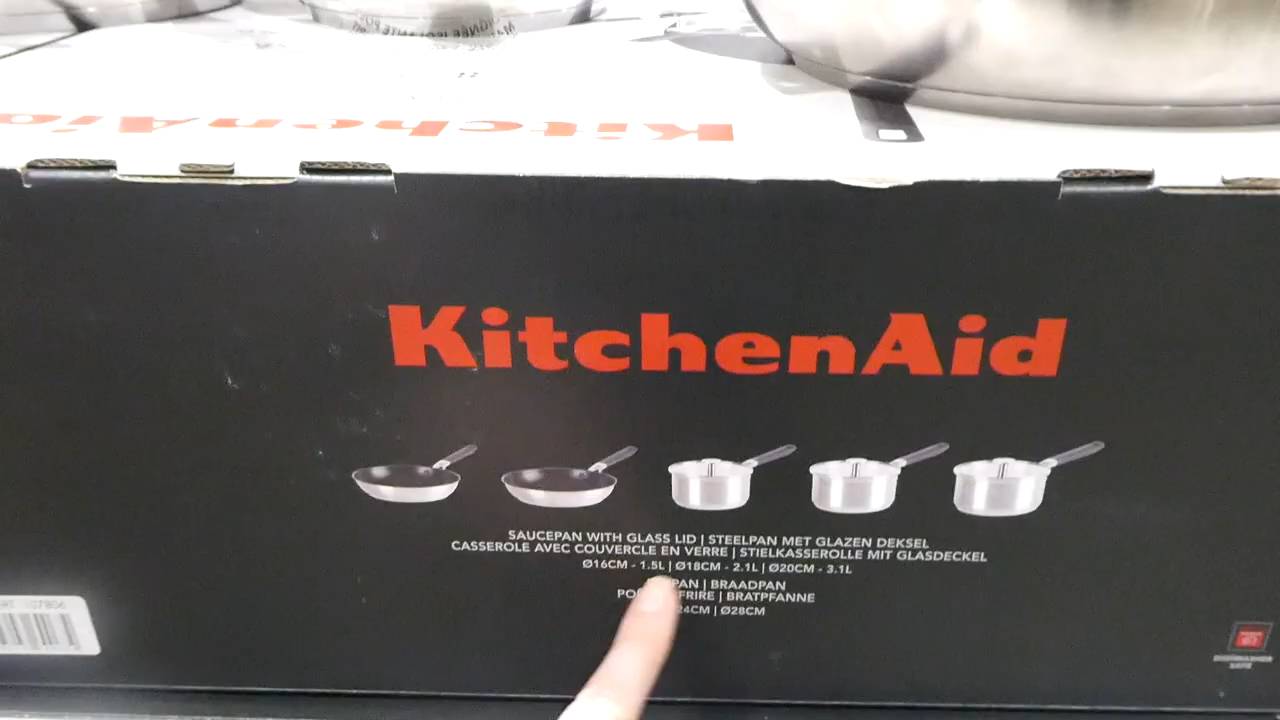 KitchenAid
KitchenAid
SAUCEPAN WITH GLASS LID | STEELPAN MET GLAZEN DEKSEL
CASSEROLE AVEC COUVERCLE EN VERRE | STIELKASSEROLLE MIT GLASDECKEL
Ø16CM - 1.5L | Ø18CM - 2.1L | Ø20CM - 3.1L
PAN | BRAADPAN
FRIRE | BRATPFANNE
24CM | Ø28CM